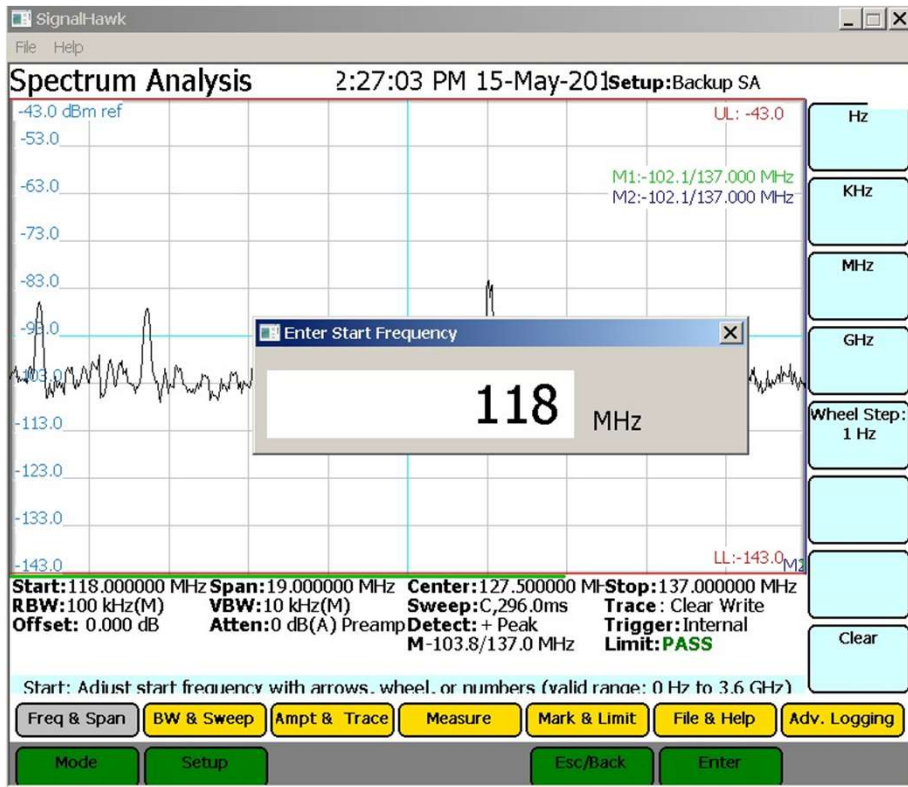 SignalHawk
File Help
Spectrum Analysis 2:27:03 PM 15-May-201 Setup:Backup SA
-43.0 dBm ref UL: -43.0
-53.0
M1:-102.1/137.000 MHz
-63.0
M2:-102.1/137.000 MHz
-73.0
-83.0
-93.0
-103.0
-113.0
-123.0
-133.0
-143.0 LL:-143.0 M2
Enter Start Frequency
118 MHz
Hz
KHz
MHz
GHz
Wheel Step:
1 Hz
Clear
Start:118.000000 MHz Span:19.000000 MHz Center:127.500000 MH Stop:137.000000 MHz
RBW:100 kHz(M) VBW:10 kHz(M) Sweep:C,296.0ms Trace: Clear Write
Offset: 0.000 dB Atten:0 dB(A) Preamp Detect: + Peak Trigger:Internal
M-103.8/137.0 MHz Limit:PASS
Start: Adjust start frequency with arrows, wheel, or numbers (valid range: 0 Hz to 3.6 GHz)
Freq & Span BW & Sweep Ampt & Trace Measure Mark & Limit File & Help Adv. Logging
Mode Setup Esc/Back Enter